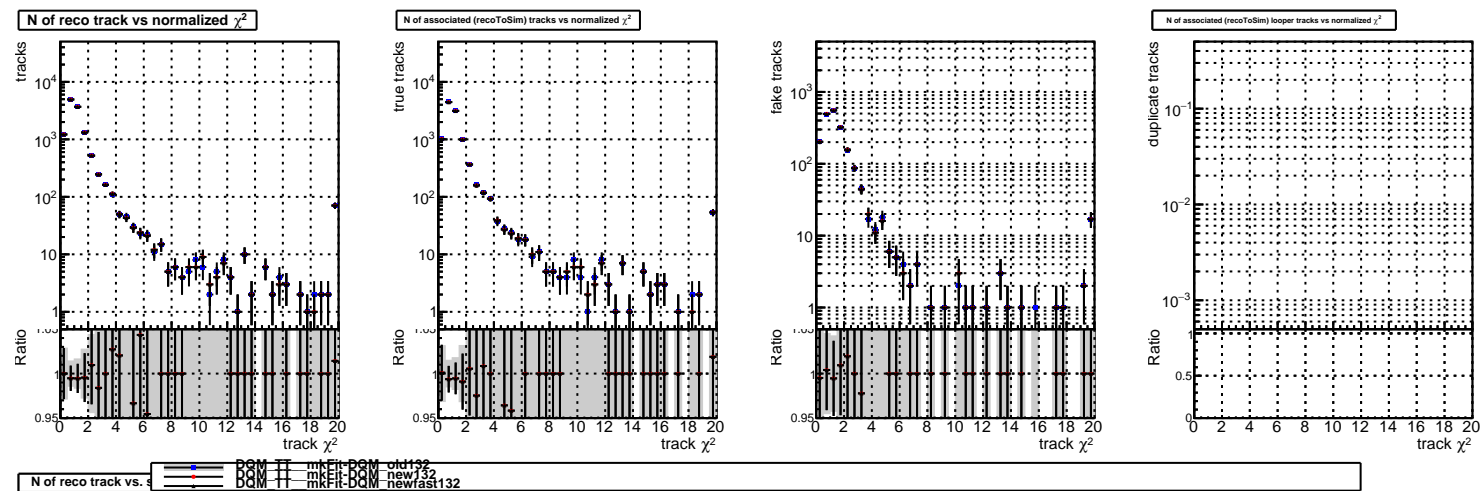 N of reco track vs normalized χ²
N of associated (recoToSim) tracks vs normalized χ²
N of associated (recoToSim) looper tracks vs normalized χ²
tracks
10⁴
10³
10²
10
1
Ratio
1
0.95
0 2 4 6 8 10 12 14 16 18 20
track χ²
true tracks
10⁴
10³
10²
10
1
Ratio
1
0.95
0 2 4 6 8 10 12 14 16 18 20
track χ²
fake tracks
10³
10²
10
1
Ratio
1
0.95
0 2 4 6 8 10 12 14 16 18 20
track χ²
duplicate tracks
10⁻¹
10⁻²
10⁻³
Ratio
1
0.5
0
0 2 4 6 8 10 12 14 16 18 20
track χ²
N of reco track vs.
DQM_TT__mkFit-DQM_old132
DQM_TT__mkFit-DQM_new132
DQM_TT__mkFit-DQM_newfast132